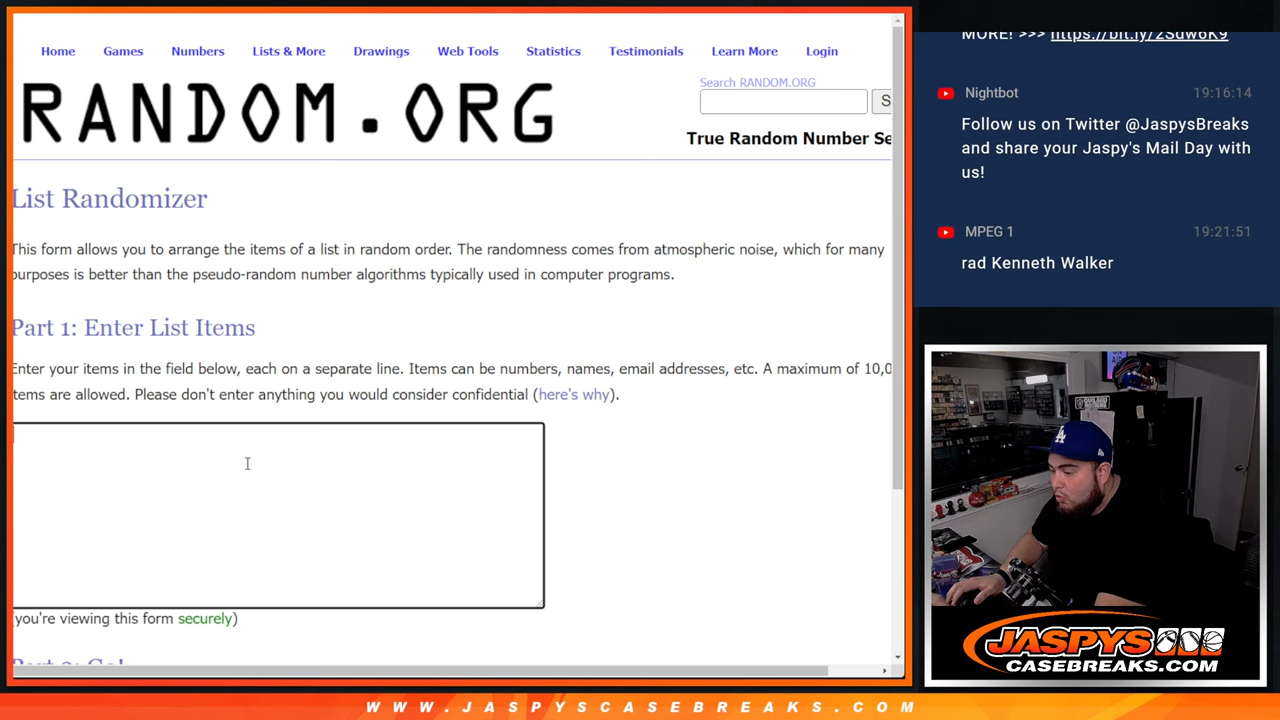 Home Games Numbers Lists & More Drawings Web Tools Statistics Testimonials Learn More Login
RANDOM.ORG
Search RANDOM.ORG
S
True Random Number Se
List Randomizer
This form allows you to arrange the items of a list in random order. The randomness comes from atmospheric noise, which for many
purposes is better than the pseudo-random number algorithms typically used in computer programs.
Part 1: Enter List Items
Enter your items in the field below, each on a separate line. Items can be numbers, names, email addresses, etc. A maximum of 10,0
items are allowed. Please don't enter anything you would consider confidential (here's why).
(you're viewing this form securely)
MORE! >>> https://bit.ly/2Sdw6K9
Nightbot 19:16:14
Follow us on Twitter @JaspysBreaks
and share your Jaspy's Mail Day with
us!
MPEG 1 19:21:51
rad Kenneth Walker
JASPYS
CASEBREAKS.COM
WWW.JASPYSCASEBREAKS.COM